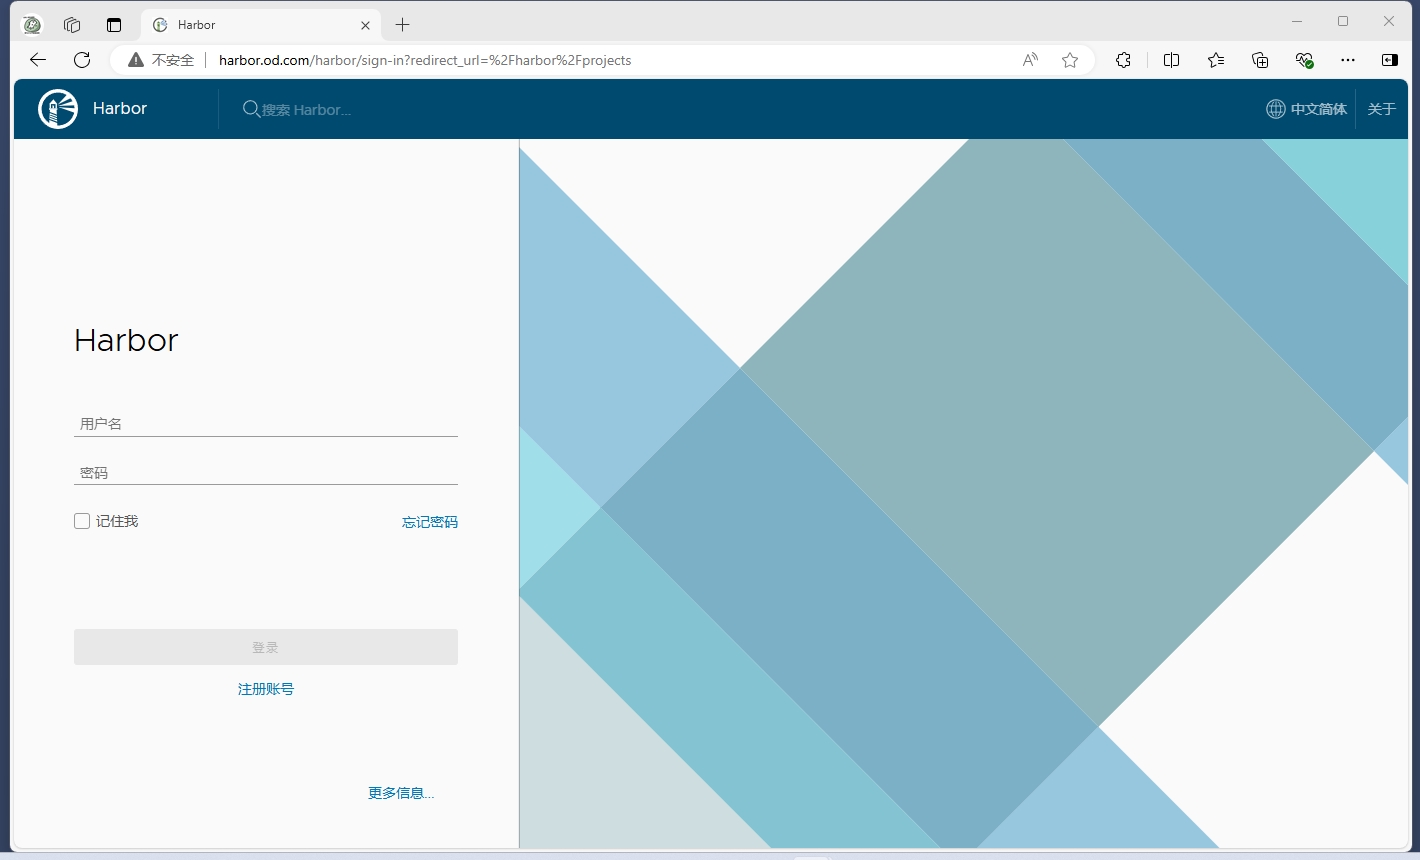 Harbor
不安全 harbor.od.com/harbor/sign-in?redirect_url=%2Fharbor%2Fprojects
Harbor 搜索 Harbor... 中文简体 关于
Harbor
用户名
密码
记住我 忘记密码
登录
注册账号
更多信息...